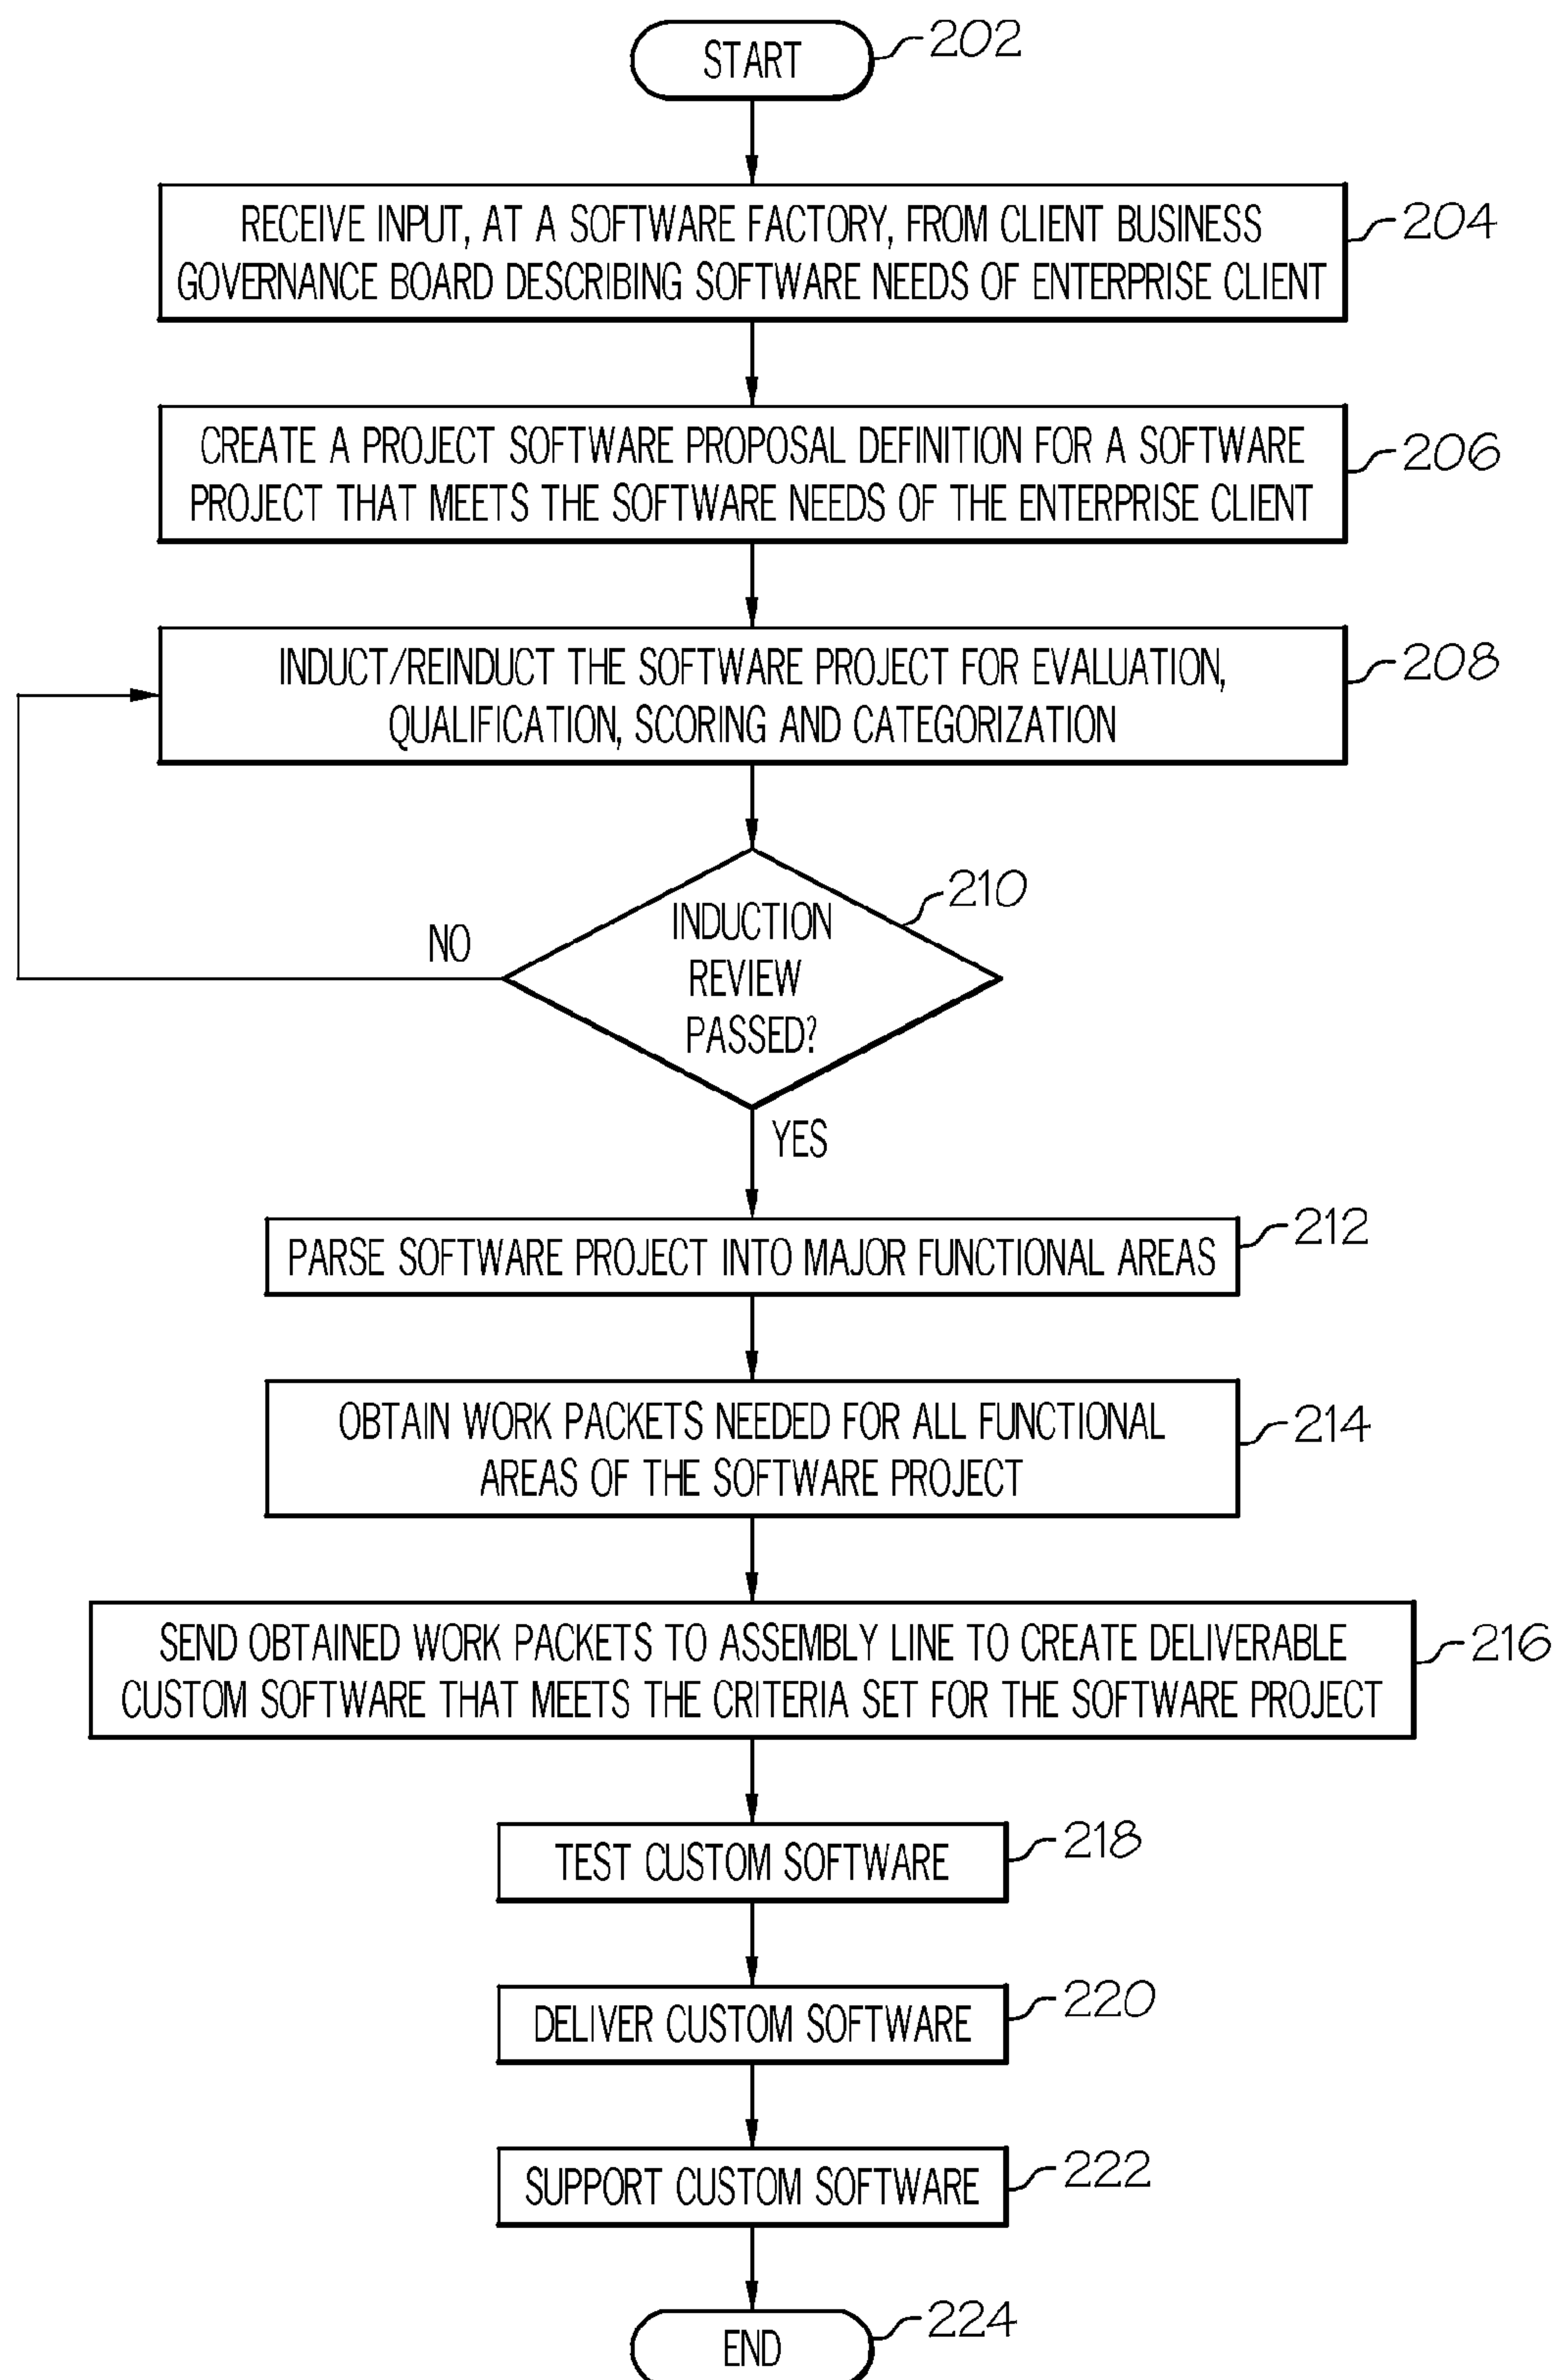 START
202
RECEIVE INPUT, AT A SOFTWARE FACTORY, FROM CLIENT BUSINESS
GOVERNANCE BOARD DESCRIBING SOFTWARE NEEDS OF ENTERPRISE CLIENT
204
CREATE A PROJECT SOFTWARE PROPOSAL DEFINITION FOR A SOFTWARE
PROJECT THAT MEETS THE SOFTWARE NEEDS OF THE ENTERPRISE CLIENT
206
INDUCT/REINDUCT THE SOFTWARE PROJECT FOR EVALUATION,
QUALIFICATION, SCORING AND CATEGORIZATION
208
INDUCTION
REVIEW
PASSED?
210
NO
YES
PARSE SOFTWARE PROJECT INTO MAJOR FUNCTIONAL AREAS
212
OBTAIN WORK PACKETS NEEDED FOR ALL FUNCTIONAL
AREAS OF THE SOFTWARE PROJECT
214
SEND OBTAINED WORK PACKETS TO ASSEMBLY LINE TO CREATE DELIVERABLE
CUSTOM SOFTWARE THAT MEETS THE CRITERIA SET FOR THE SOFTWARE PROJECT
216
TEST CUSTOM SOFTWARE
218
DELIVER CUSTOM SOFTWARE
220
SUPPORT CUSTOM SOFTWARE
222
END
224